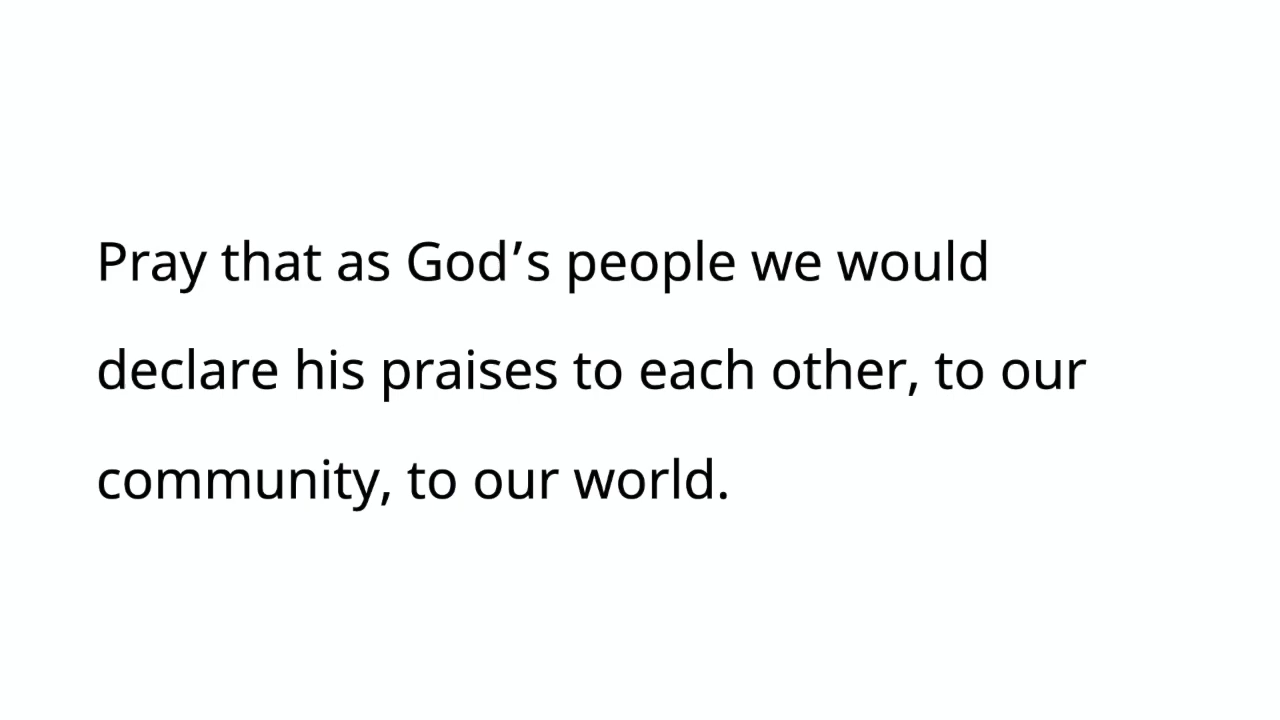 Pray that as God’s people we would
declare his praises to each other, to our
community, to our world.